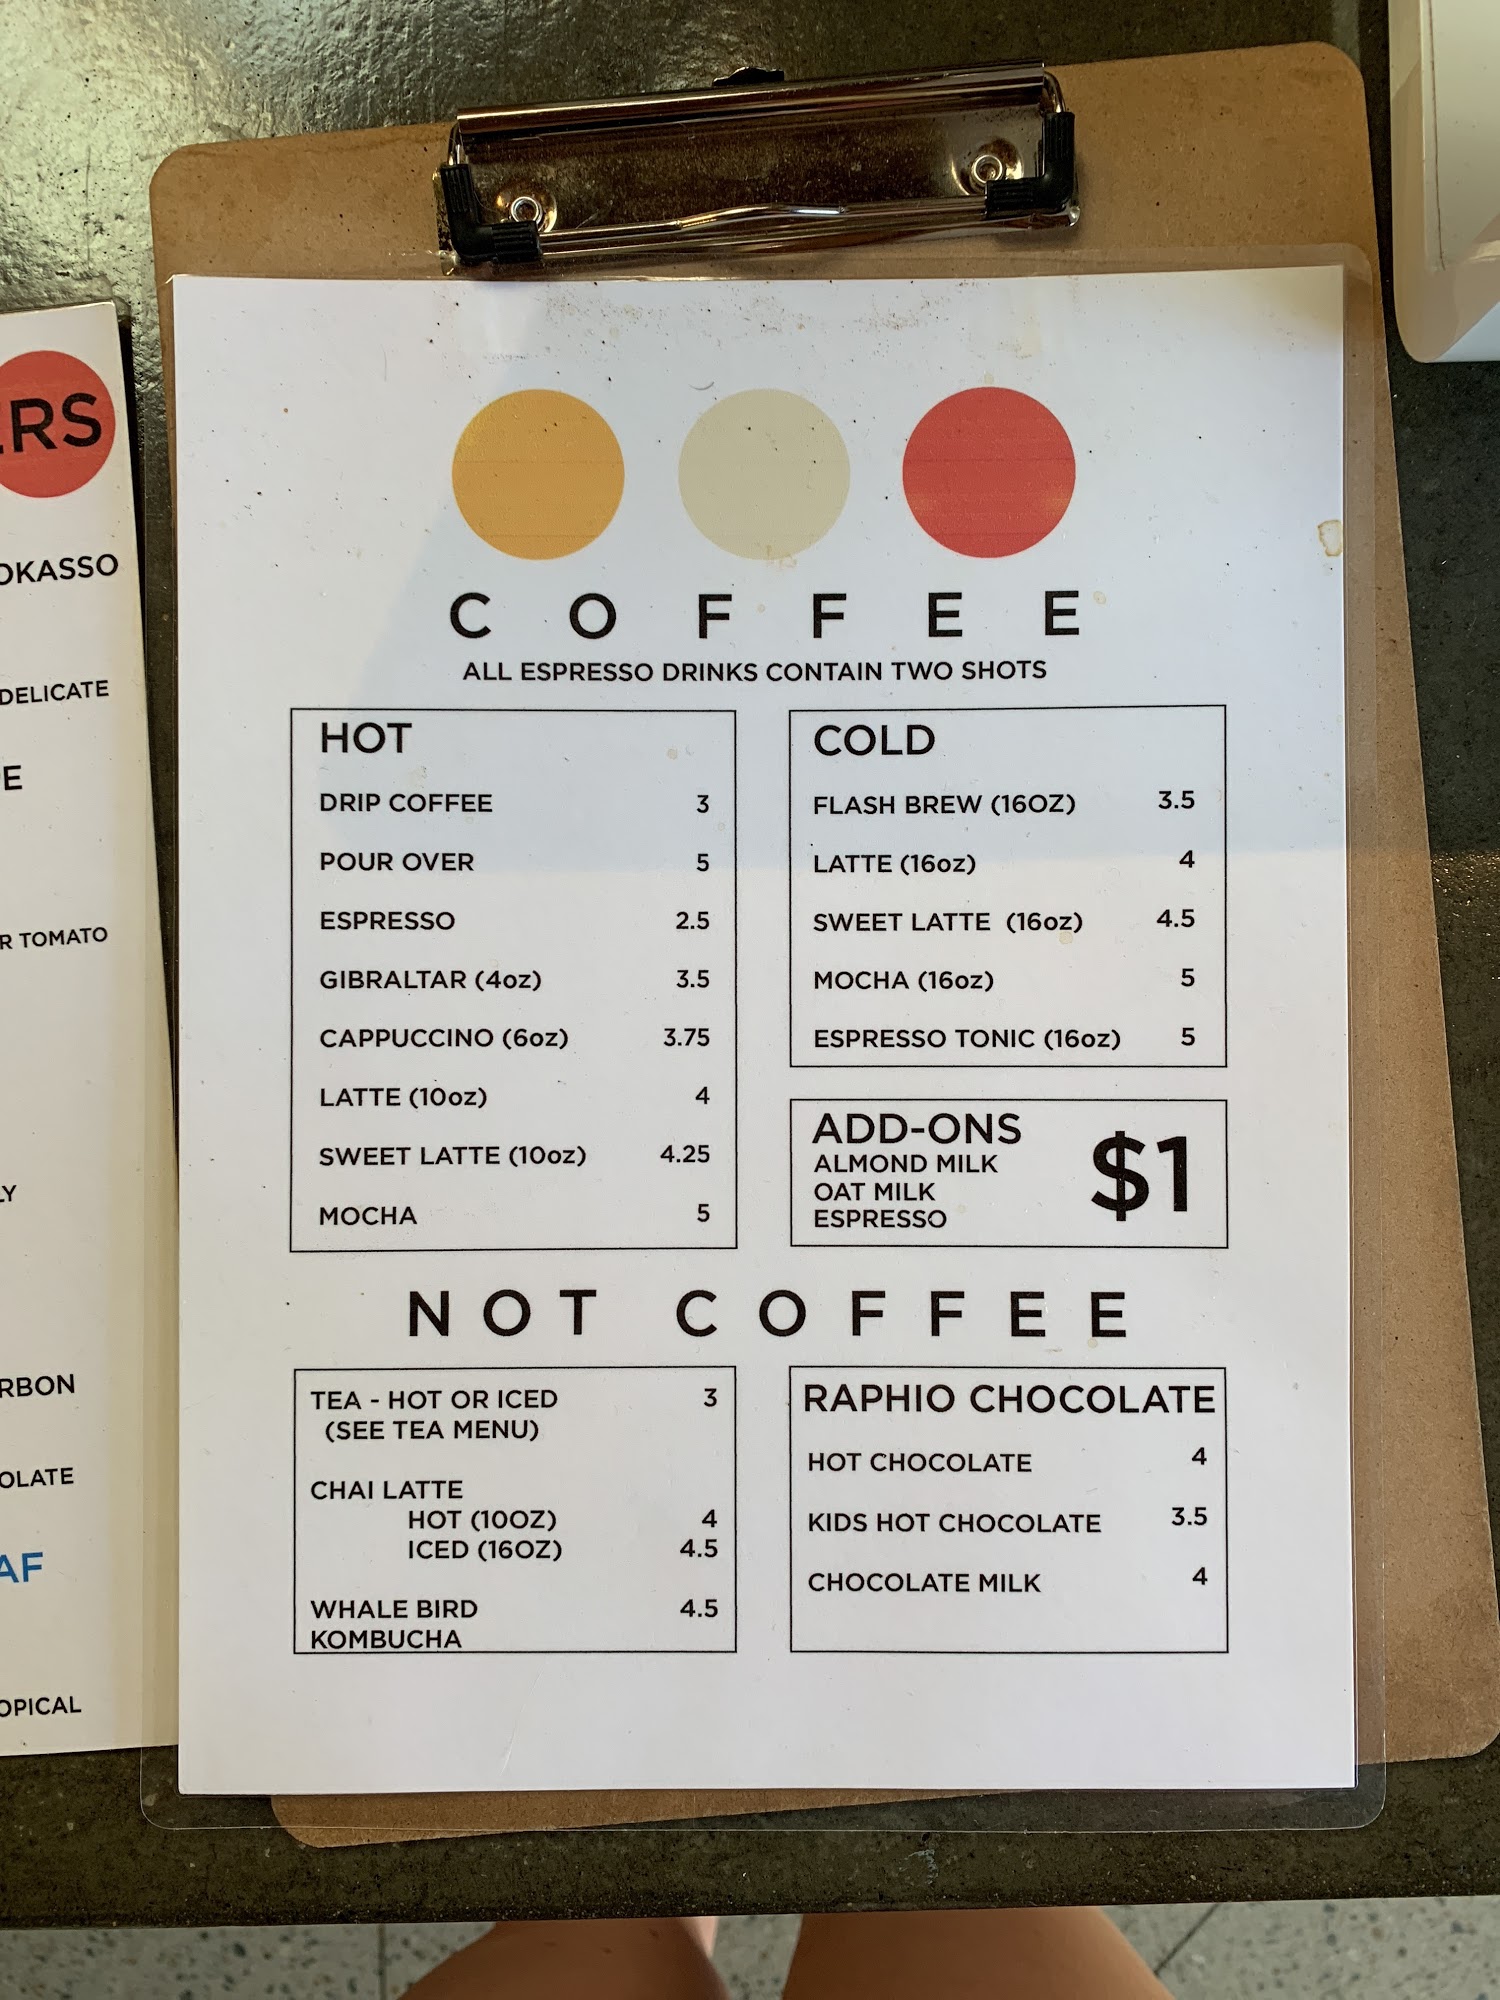 RS
OKASSO
DELICATE
E
R TOMATO
LY
RBON
OLATE
AF
OPICAL
COFFEE
ALL ESPRESSO DRINKS CONTAIN TWO SHOTS
HOT
DRIP COFFEE 3
POUR OVER 5
ESPRESSO 2.5
GIBRALTAR (4oz) 3.5
CAPPUCCINO (6oz) 3.75
LATTE (10oz) 4
SWEET LATTE (10oz) 4.25
MOCHA 5
COLD
FLASH BREW (16OZ) 3.5
LATTE (16oz) 4
SWEET LATTE (16oz) 4.5
MOCHA (16oz) 5
ESPRESSO TONIC (16oz) 5
ADD-ONS
ALMOND MILK
OAT MILK
ESPRESSO
$1
NOT COFFEE
TEA - HOT OR ICED 3
(SEE TEA MENU)
CHAI LATTE
HOT (10OZ) 4
ICED (16OZ) 4.5
WHALE BIRD 4.5
KOMBUCHA
RAPHIO CHOCOLATE
HOT CHOCOLATE 4
KIDS HOT CHOCOLATE 3.5
CHOCOLATE MILK 4